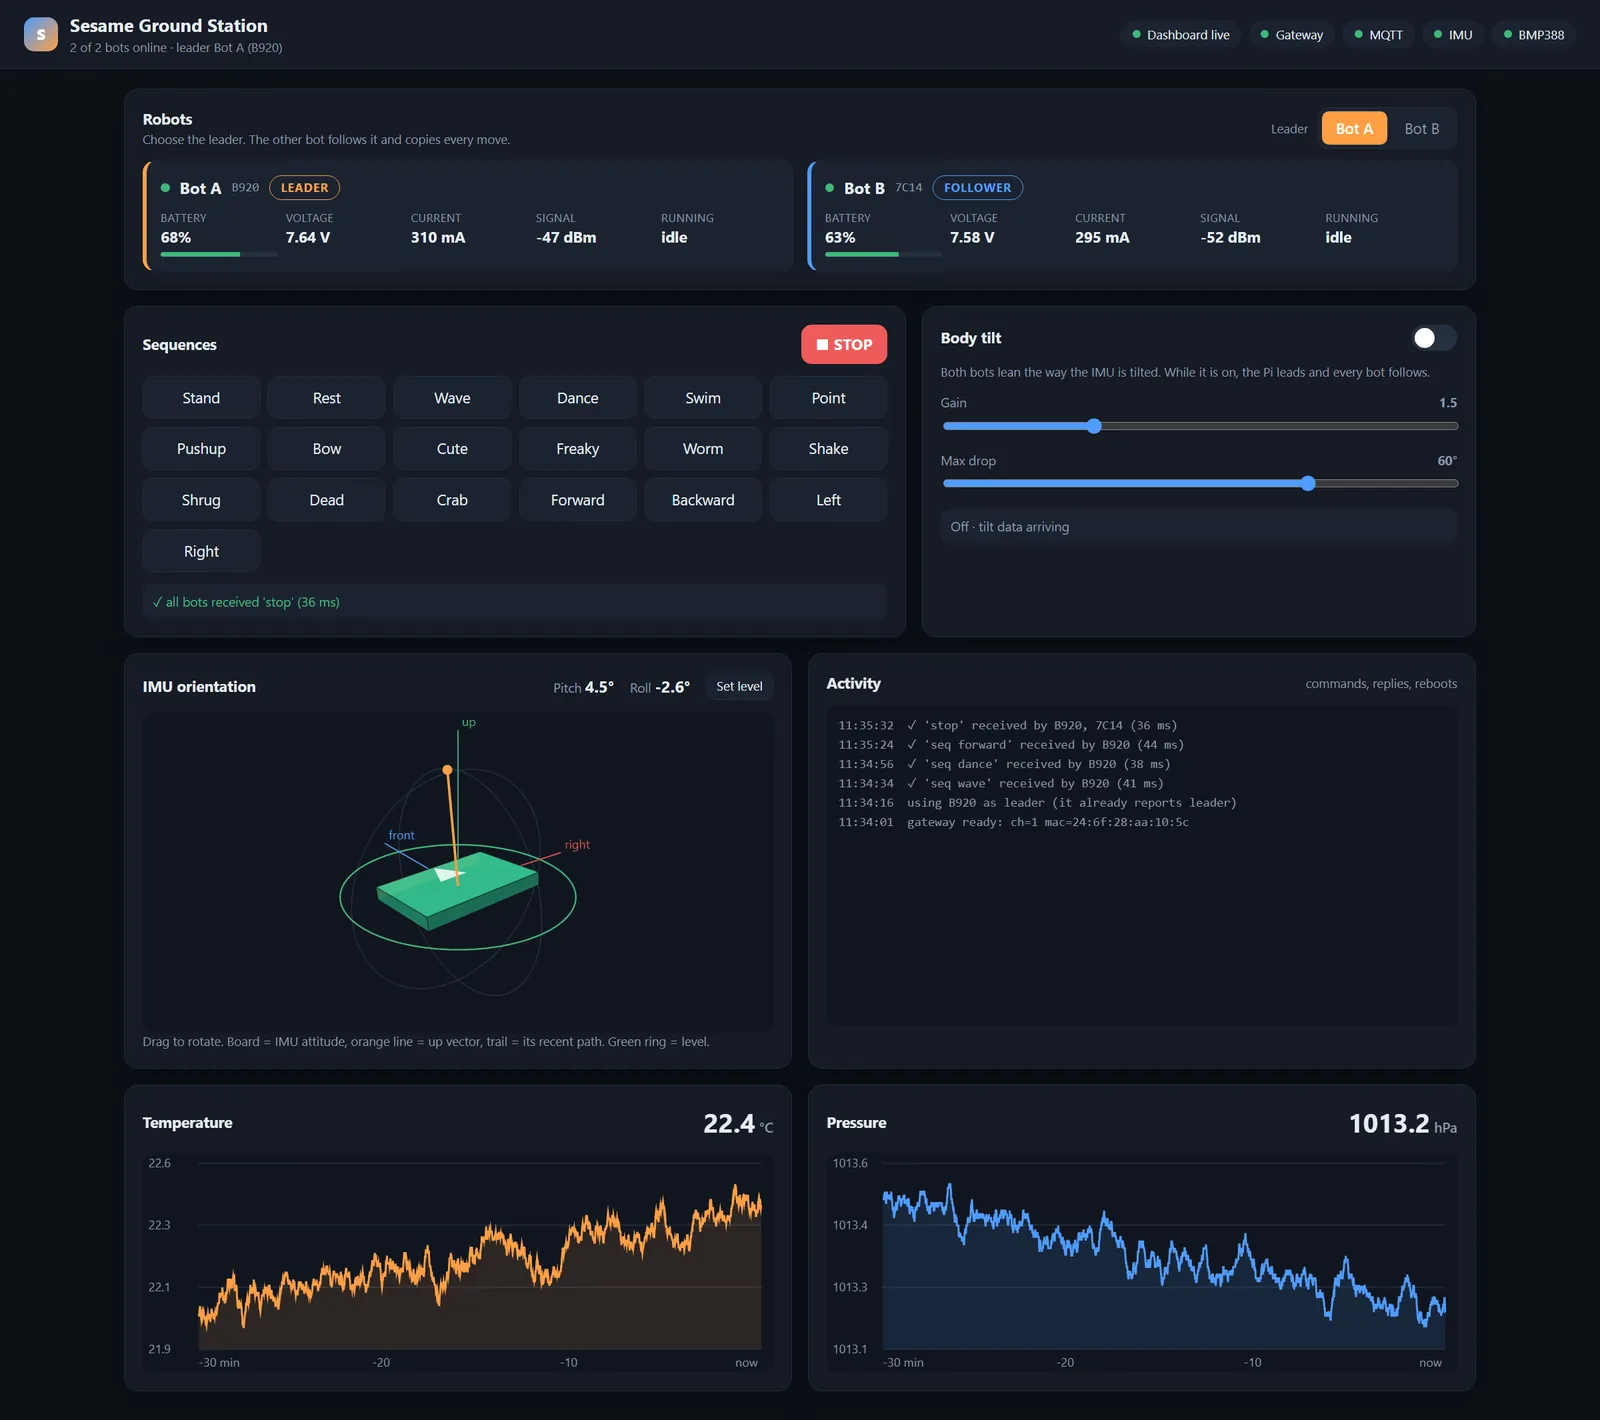 S
Sesame Ground Station
2 of 2 bots online · leader Bot A (B920)
Dashboard live
Gateway
MQTT
IMU
BMP388
Robots
Choose the leader. The other bot follows it and copies every move.
Leader
Bot A
Bot B
Bot A B920 LEADER
BATTERY VOLTAGE CURRENT SIGNAL RUNNING
68% 7.64 V 310 mA -47 dBm idle
Bot B 7C14 FOLLOWER
BATTERY VOLTAGE CURRENT SIGNAL RUNNING
63% 7.58 V 295 mA -52 dBm idle
Sequences
STOP
Stand Rest Wave Dance Swim Point
Pushup Bow Cute Freaky Worm Shake
Shrug Dead Crab Forward Backward Left
Right
✓ all bots received 'stop' (36 ms)
Body tilt
Both bots lean the way the IMU is tilted. While it is on, the Pi leads and every bot follows.
Gain 1.5
Max drop 60°
Off · tilt data arriving
IMU orientation
Pitch 4.5° Roll -2.6° Set level
up
front
right
Drag to rotate. Board = IMU attitude, orange line = up vector, trail = its recent path. Green ring = level.
Activity
commands, replies, reboots
11:35:32 ✓ 'stop' received by B920, 7C14 (36 ms)
11:35:24 ✓ 'seq forward' received by B920 (44 ms)
11:34:56 ✓ 'seq dance' received by B920 (38 ms)
11:34:34 ✓ 'seq wave' received by B920 (41 ms)
11:34:16 using B920 as leader (it already reports leader)
11:34:01 gateway ready: ch=1 mac=24:6f:28:aa:10:5c
Temperature
22.4 °C
22.6
22.3
22.1
21.9
-30 min -20 -10 now
Pressure
1013.2 hPa
1013.6
1013.4
1013.3
1013.1
-30 min -20 -10 now